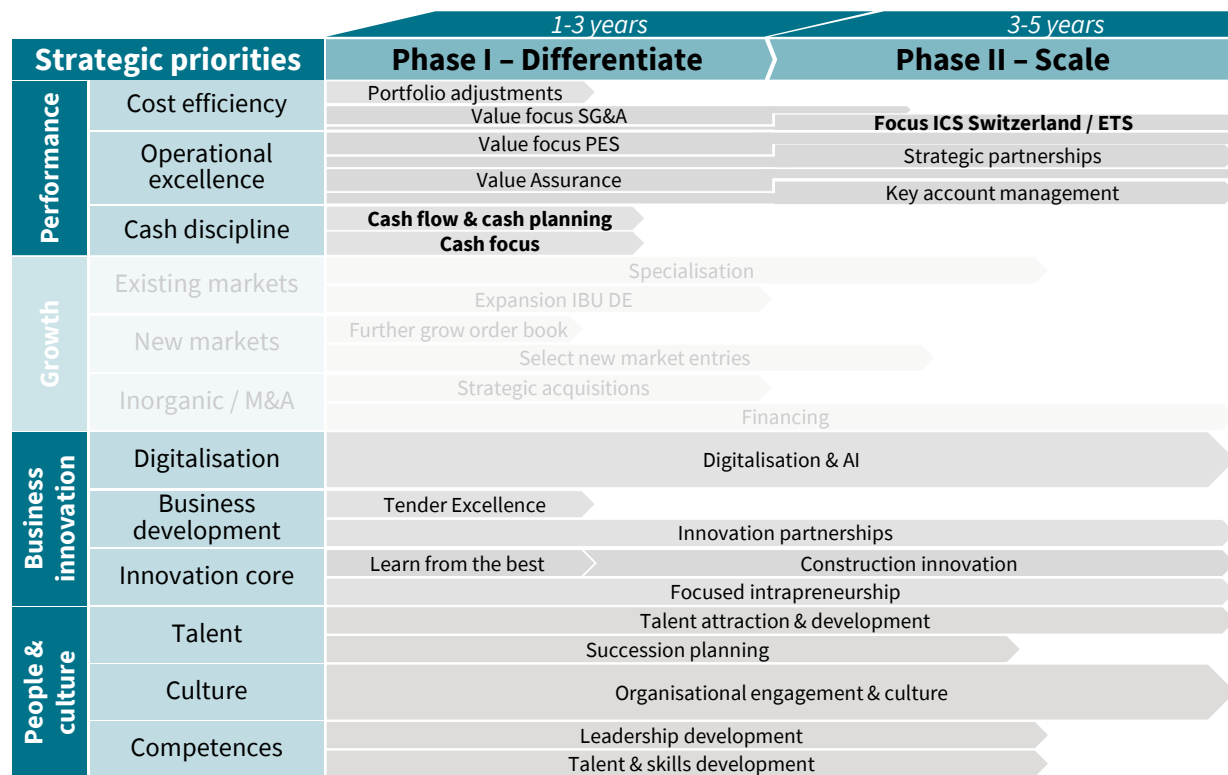 1-3 years
3-5 years
Strategic priorities
Phase I – Differentiate
Phase II – Scale
Performance
Cost efficiency
Portfolio adjustments
Value focus SG&A
Focus ICS Switzerland / ETS
Operational
excellence
Value focus PES
Strategic partnerships
Value Assurance
Key account management
Cash discipline
Cash flow & cash planning
Cash focus
Growth
Existing markets
Specialisation
Expansion IBU DE
New markets
Further grow order book
Select new market entries
Inorganic / M&A
Strategic acquisitions
Financing
Business
innovation
Digitalisation
Digitalisation & AI
Business
development
Tender Excellence
Innovation partnerships
Innovation core
Learn from the best
Construction innovation
Focused intrapreneurship
People &
culture
Talent
Talent attraction & development
Succession planning
Culture
Organisational engagement & culture
Competences
Leadership development
Talent & skills development